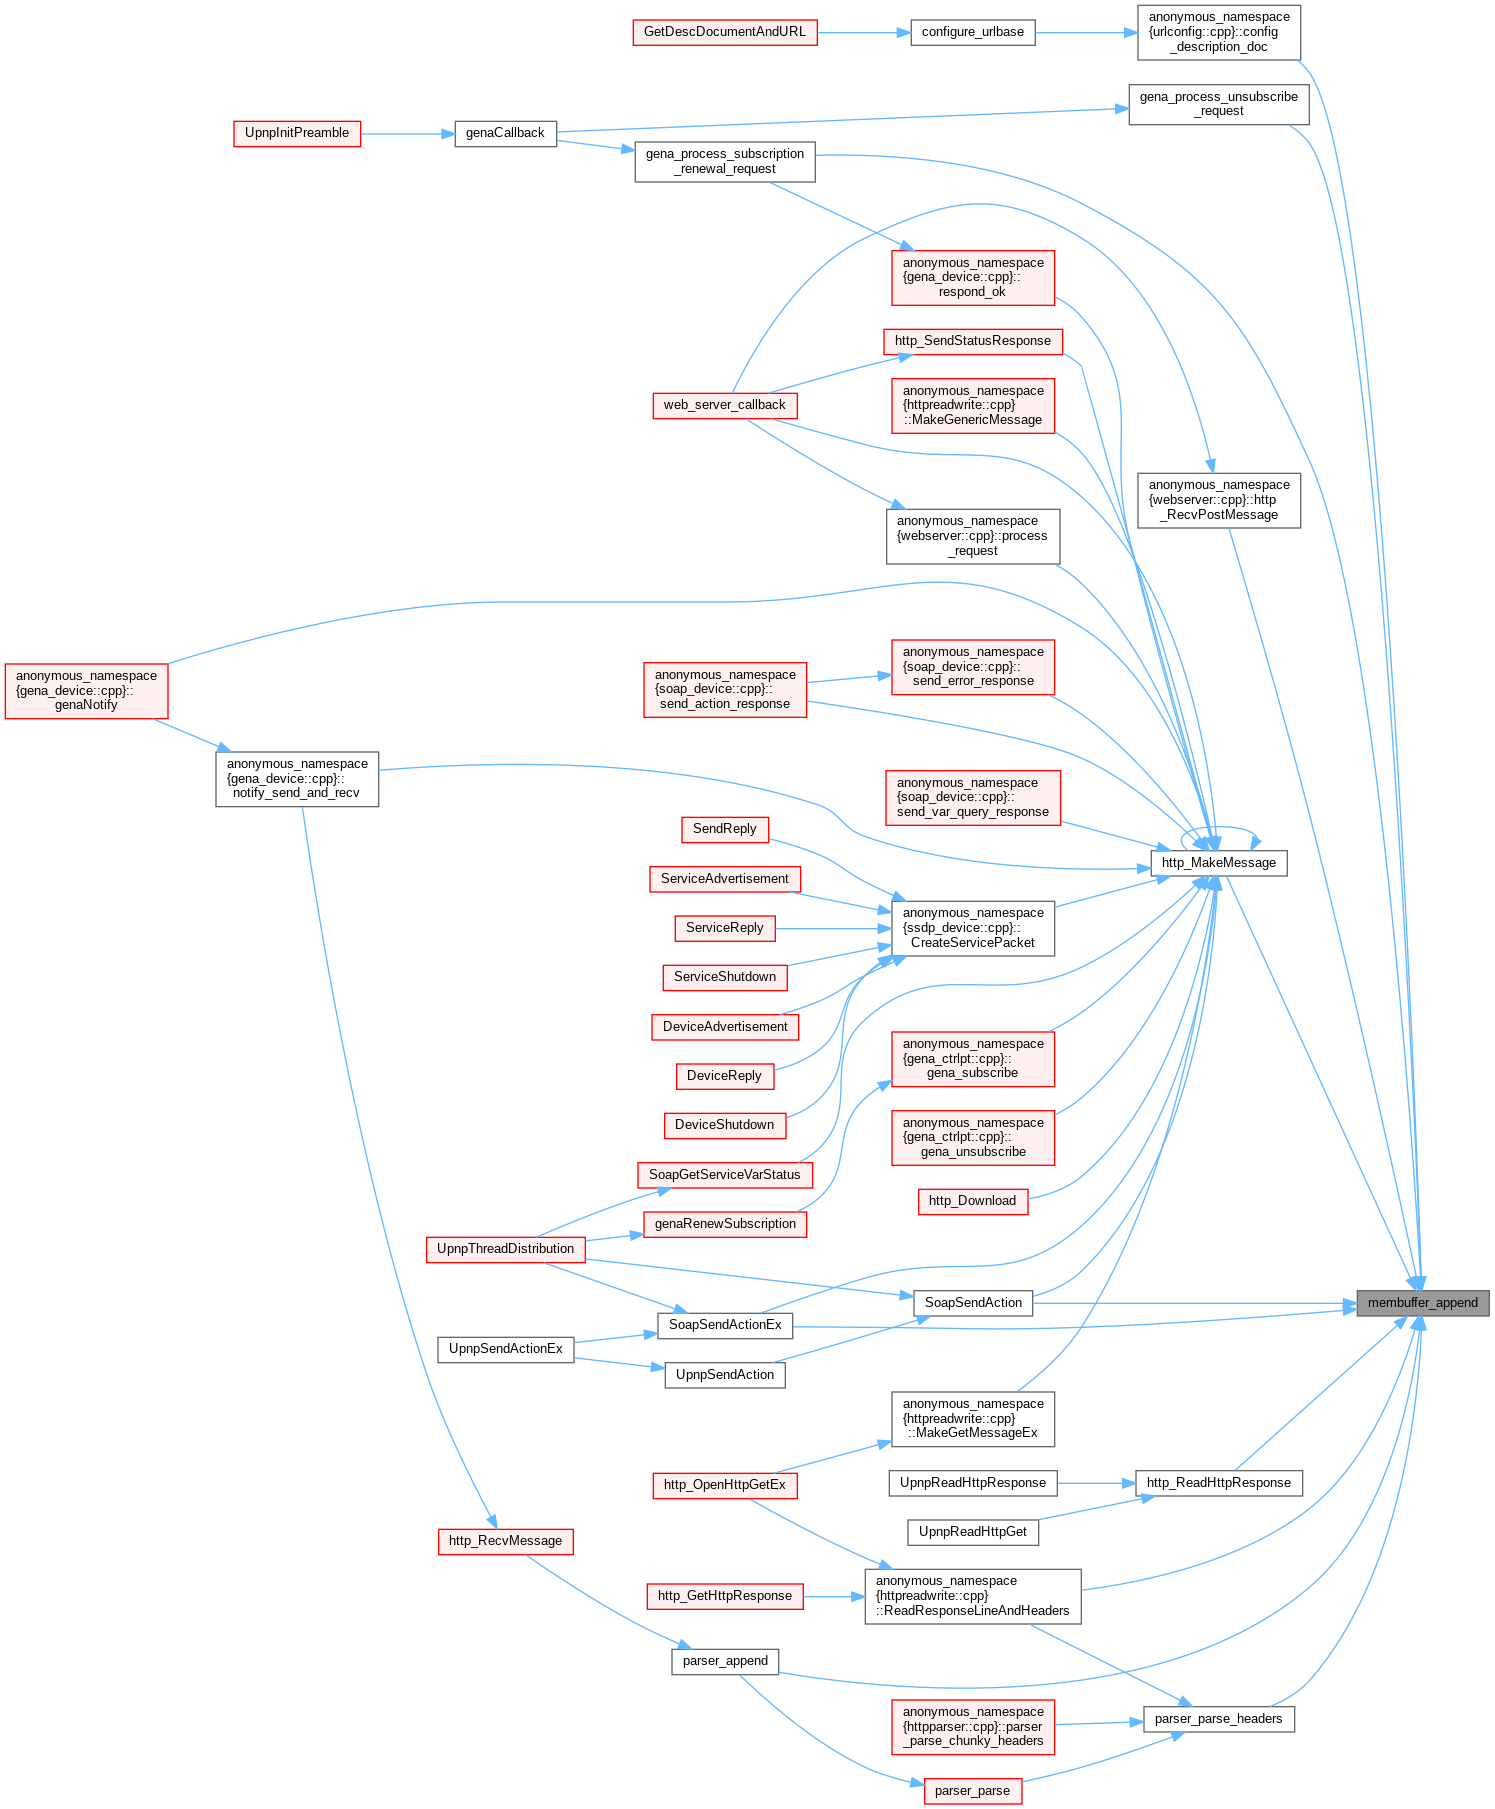 GetDescDocumentAndURL
configure_urlbase
anonymous_namespace
{urlconfig::cpp}::config
_description_doc
gena_process_unsubscribe
_request
UpnpInitPreamble
genaCallback
gena_process_subscription
_renewal_request
anonymous_namespace
{gena_device::cpp}::
respond_ok
http_SendStatusResponse
anonymous_namespace
{httpreadwrite::cpp}
::MakeGenericMessage
web_server_callback
anonymous_namespace
{webserver::cpp}::http
_RecvPostMessage
anonymous_namespace
{webserver::cpp}::process
_request
anonymous_namespace
{gena_device::cpp}::
genaNotify
anonymous_namespace
{soap_device::cpp}::
send_action_response
anonymous_namespace
{soap_device::cpp}::
send_error_response
anonymous_namespace
{gena_device::cpp}::
notify_send_and_recv
anonymous_namespace
{soap_device::cpp}::
send_var_query_response
SendReply
http_MakeMessage
ServiceAdvertisement
ServiceReply
anonymous_namespace
{ssdp_device::cpp}::
CreateServicePacket
ServiceShutdown
DeviceAdvertisement
DeviceReply
anonymous_namespace
{gena_ctrlpt::cpp}::
gena_subscribe
DeviceShutdown
anonymous_namespace
{gena_ctrlpt::cpp}::
gena_unsubscribe
SoapGetServiceVarStatus
http_Download
genaRenewSubscription
UpnpThreadDistribution
SoapSendAction
membuffer_append
SoapSendActionEx
UpnpSendActionEx
UpnpSendAction
anonymous_namespace
{httpreadwrite::cpp}
::MakeGetMessageEx
http_OpenHttpGetEx
UpnpReadHttpResponse
http_ReadHttpResponse
UpnpReadHttpGet
http_RecvMessage
http_GetHttpResponse
anonymous_namespace
{httpreadwrite::cpp}
::ReadResponseLineAndHeaders
parser_append
anonymous_namespace
{httpparser::cpp}::parser
_parse_chunky_headers
parser_parse_headers
parser_parse